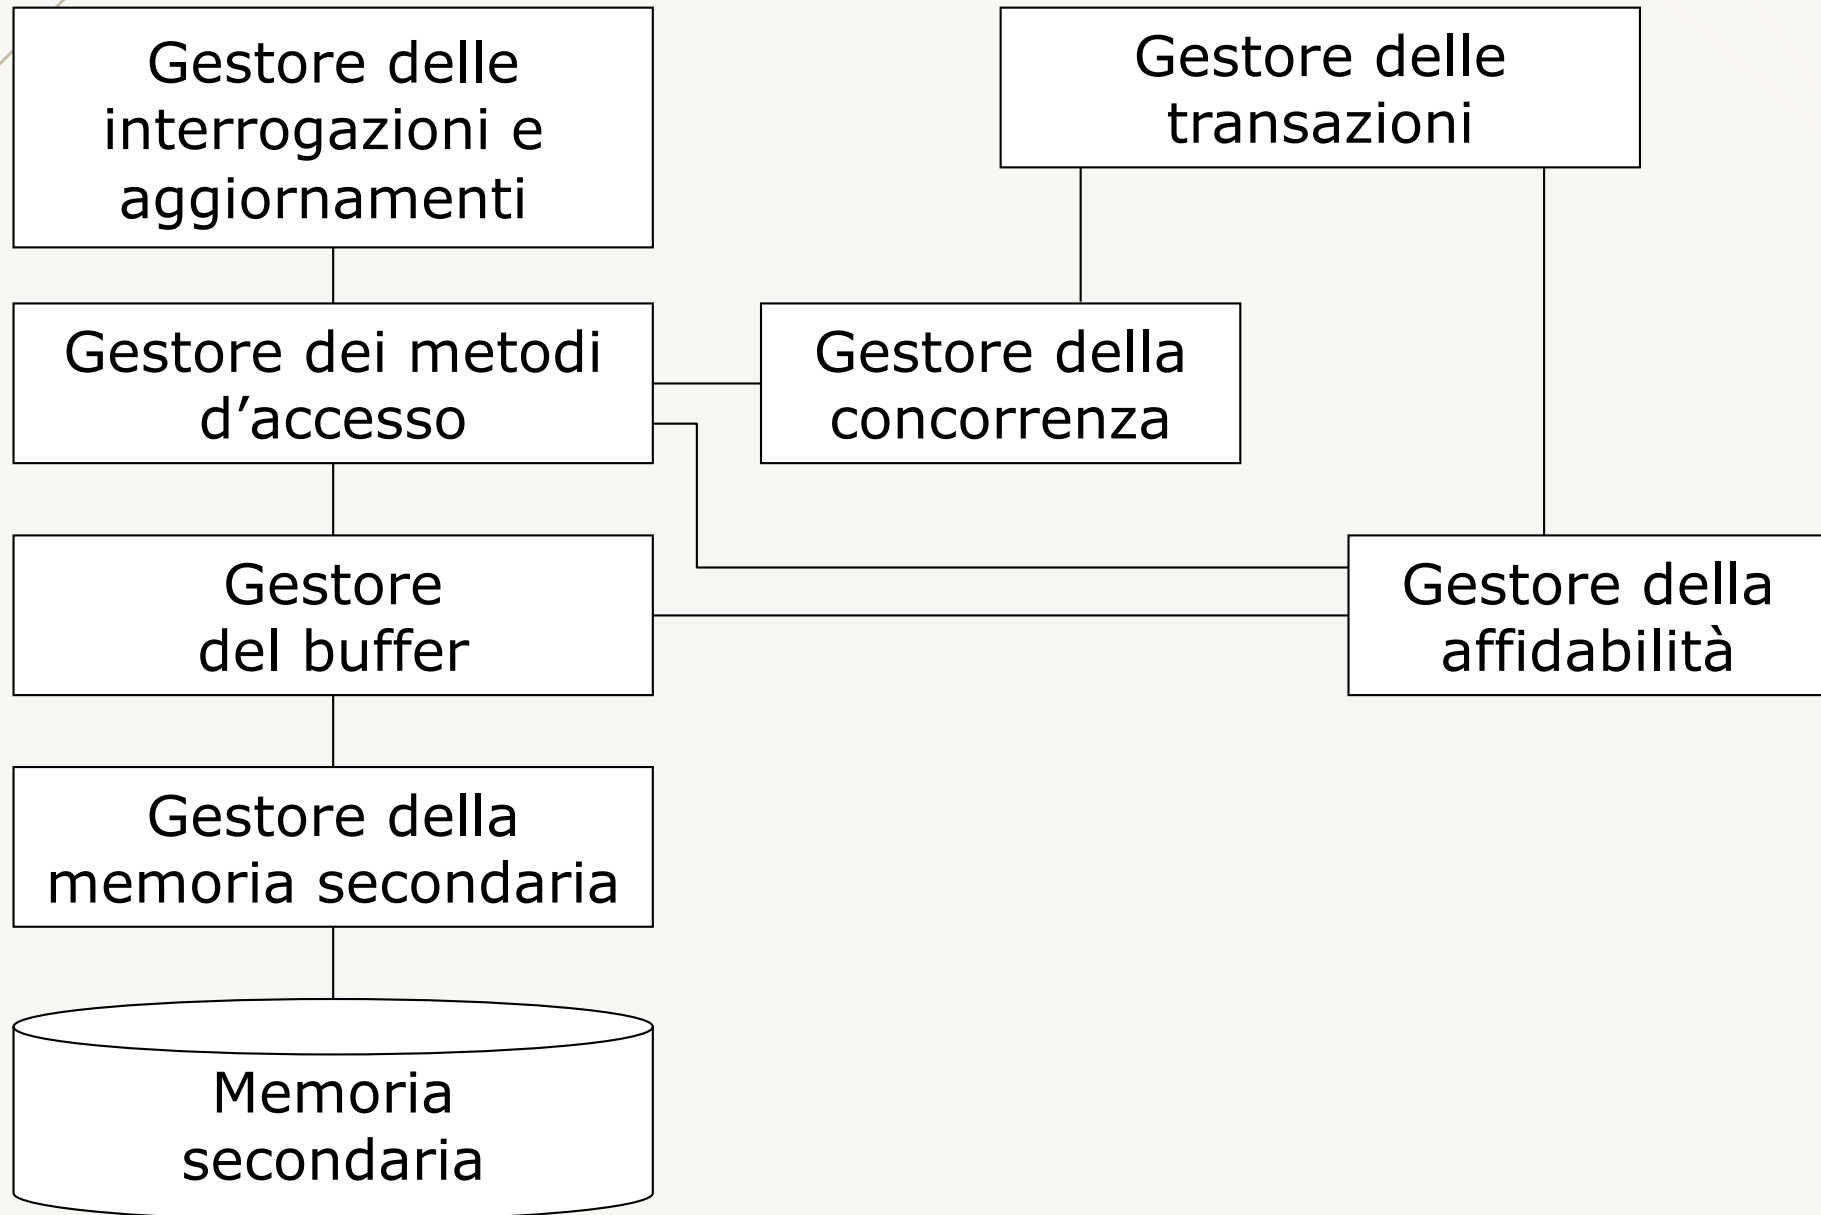 Gestore delle
interrogazioni e
aggiornamenti
Gestore delle
transazioni
Gestore dei metodi
d’accesso
Gestore della
concorrenza
Gestore
del buffer
Gestore della
affidabilità
Gestore della
memoria secondaria
Memoria
secondaria